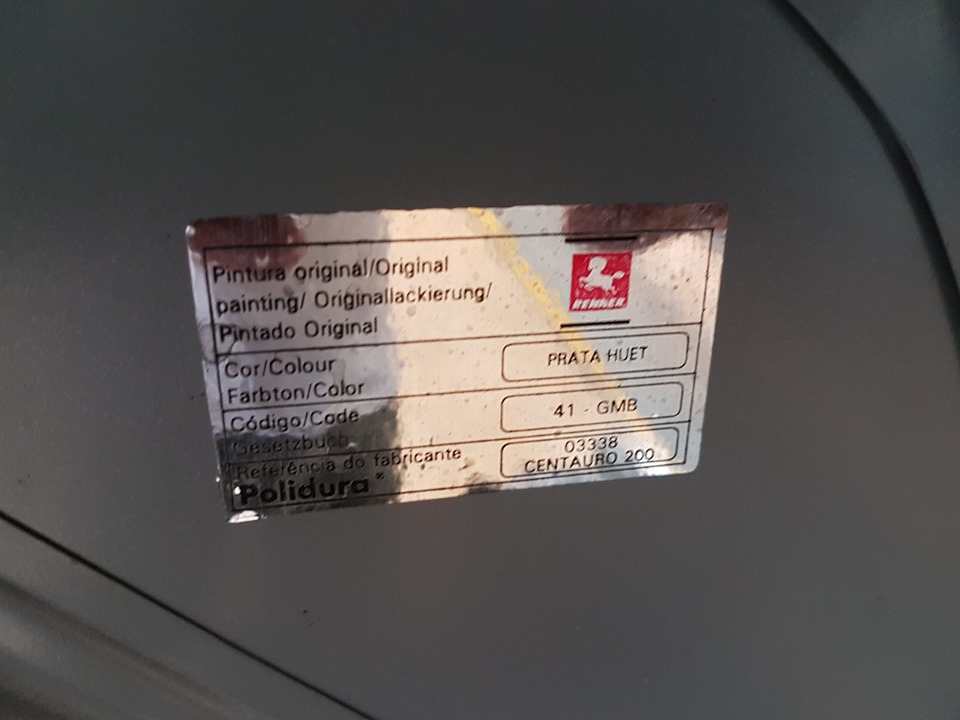 Pintura original/Original
painting/ Originallackierung/
Pintado Original
RENNER
Cor/Colour
Farbton/Color
PRATA HUET
Código/Code
Gesetzbuch
41 - GMB
Referência do fabricante
Polidura®
03338
CENTAURO 200